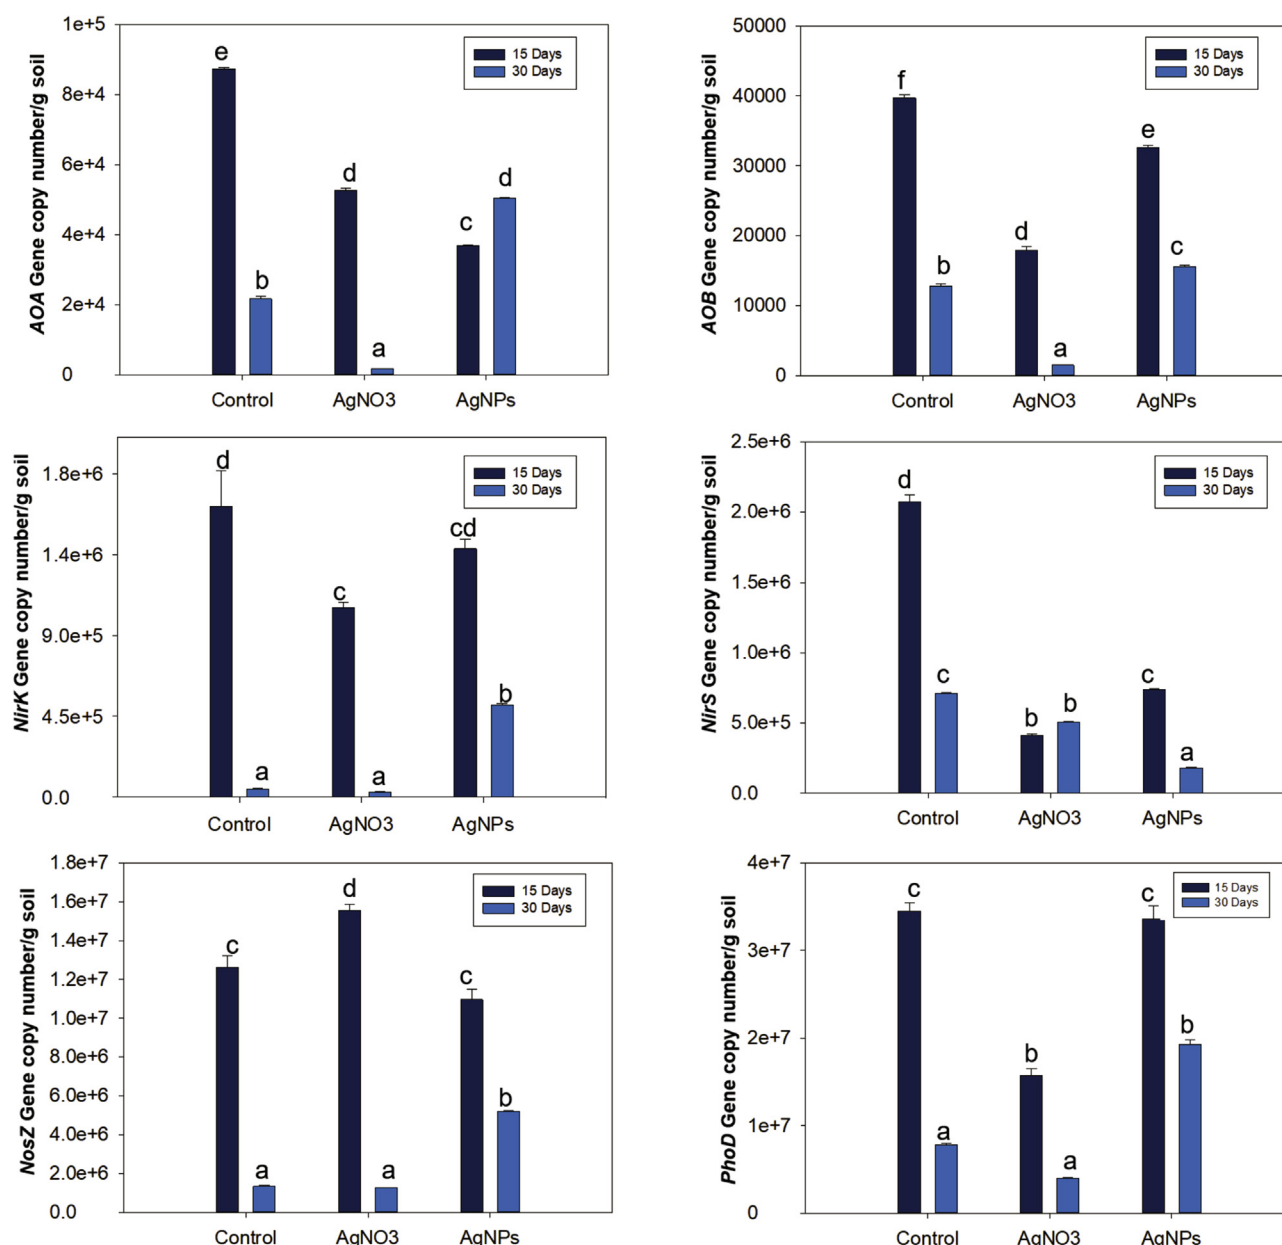 AOA Gene copy number/g soil
1e+5
8e+4
6e+4
4e+4
2e+4
0
15 Days
30 Days
e
b
d
a
c
d
Control AgNO3 AgNPs
AOB Gene copy number/g soil
50000
40000
30000
20000
10000
0
15 Days
30 Days
f
b
d
a
e
c
Control AgNO3 AgNPs
NirK Gene copy number/g soil
1.8e+6
1.4e+6
9.0e+5
4.5e+5
0.0
15 Days
30 Days
d
a
c
a
cd
b
Control AgNO3 AgNPs
NirS Gene copy number/g soil
2.5e+6
2.0e+6
1.5e+6
1.0e+6
5.0e+5
0.0
15 Days
30 Days
d
c
b
b
c
a
Control AgNO3 AgNPs
NosZ Gene copy number/g soil
1.8e+7
1.6e+7
1.4e+7
1.2e+7
1.0e+7
8.0e+6
6.0e+6
4.0e+6
2.0e+6
0.0
15 Days
30 Days
c
a
d
a
c
b
Control AgNO3 AgNPs
PhoD Gene copy number/g soil
4e+7
3e+7
2e+7
1e+7
0
15 Days
30 Days
c
a
b
a
c
b
Control AgNO3 AgNPs